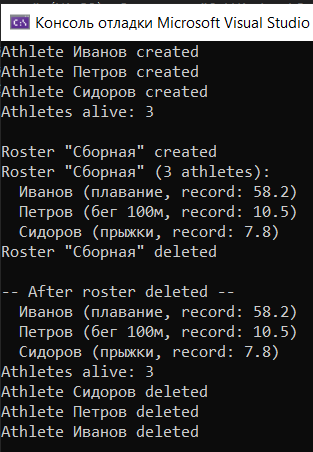 Консоль отладки Microsoft Visual Studio
Athlete Иванов created
Athlete Петров created
Athlete Сидоров created
Athletes alive: 3
Roster "Сборная" created
Roster "Сборная" (3 athletes):
Иванов (плавание, record: 58.2)
Петров (бег 100м, record: 10.5)
Сидоров (прыжки, record: 7.8)
Roster "Сборная" deleted
-- After roster deleted --
Иванов (плавание, record: 58.2)
Петров (бег 100м, record: 10.5)
Сидоров (прыжки, record: 7.8)
Athletes alive: 3
Athlete Сидоров deleted
Athlete Петров deleted
Athlete Иванов deleted